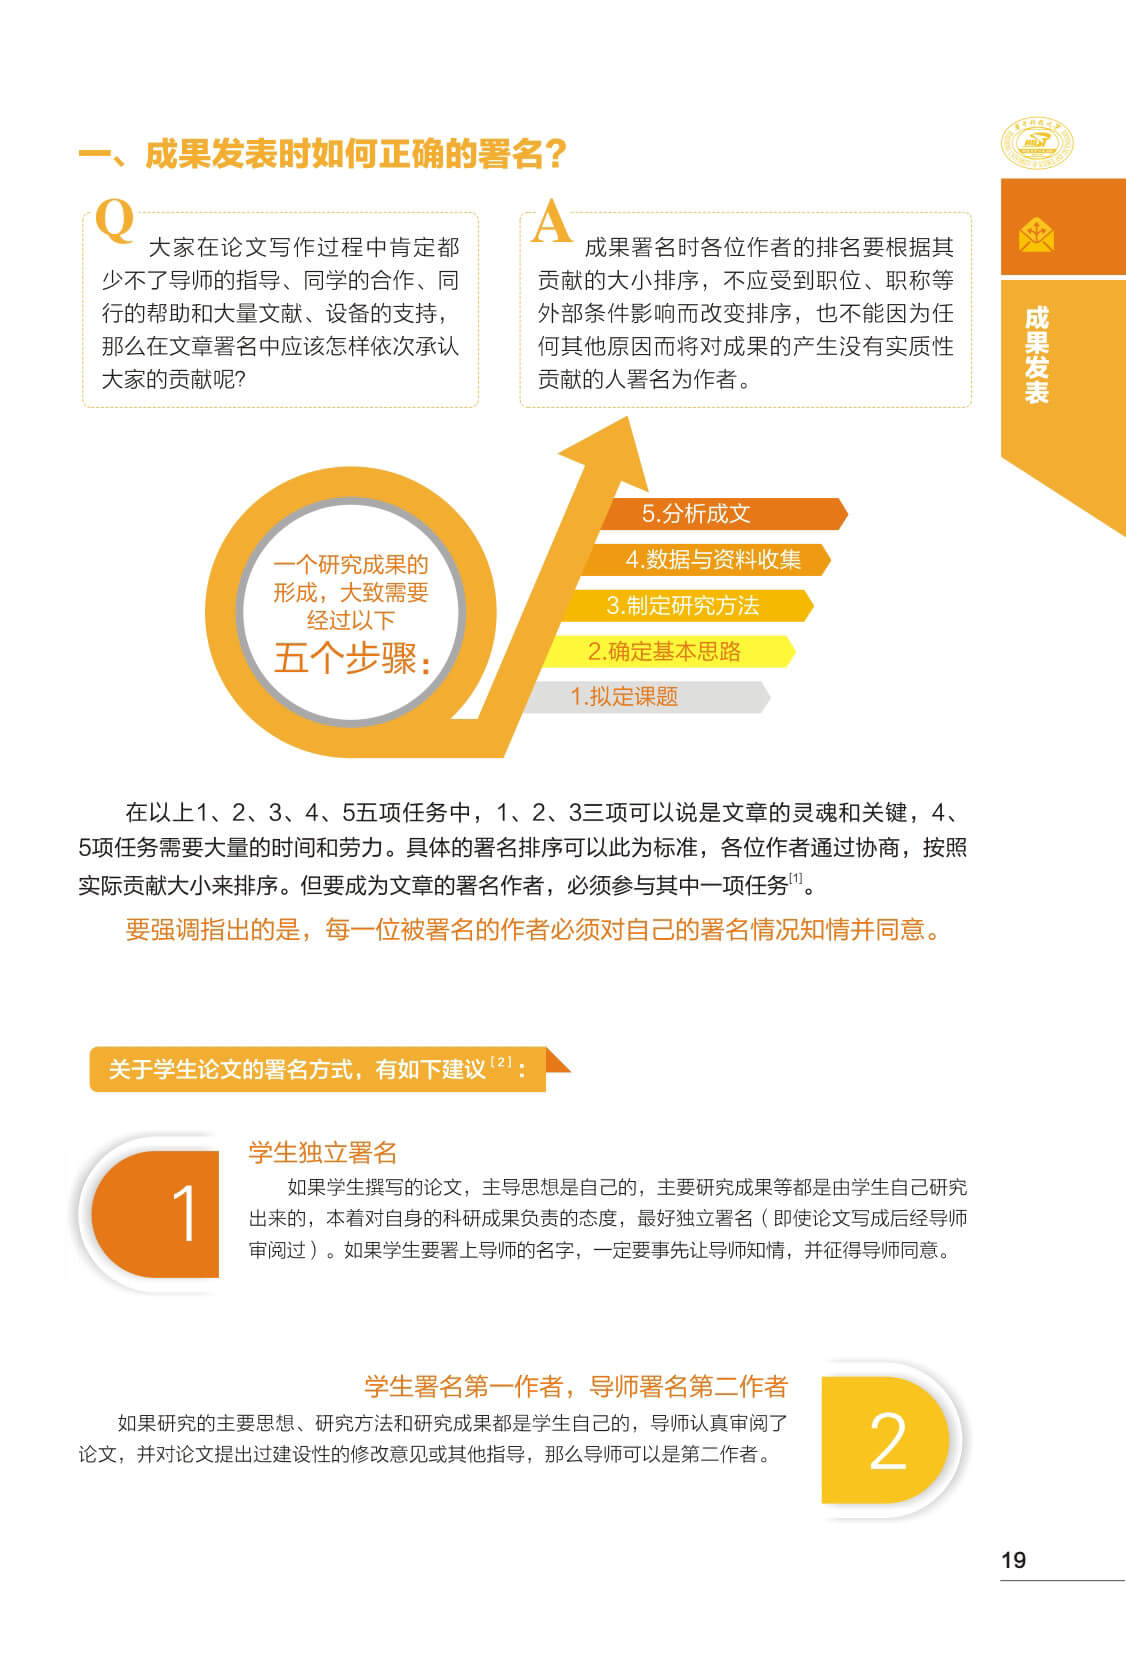 一、成果发表时如何正确的署名?
Q
大家在论文写作过程中肯定都
少不了导师的指导、同学的合作、同
行的帮助和大量文献、设备的支持，
那么在文章署名中应该怎样依次承认
大家的贡献呢?
A
成果署名时各位作者的排名要根据其
贡献的大小排序，不应受到职位、职称等
外部条件影响而改变排序，也不能因为任
何其他原因而将对成果的产生没有实质性
贡献的人署名为作者。
成果发表
一个研究成果的
形成，大致需要
经过以下
五个步骤：
5.分析成文
4.数据与资料收集
3.制定研究方法
2.确定基本思路
1.拟定课题
在以上1、2、3、4、5五项任务中，1、2、3三项可以说是文章的灵魂和关键，4、
5项任务需要大量的时间和劳力。具体的署名排序可以此为标准，各位作者通过协商，按照
实际贡献大小来排序。但要成为文章的署名作者，必须参与其中一项任务[1]。
要强调指出的是，每一位被署名的作者必须对自己的署名情况知情并同意。
关于学生论文的署名方式，有如下建议[2]：
1
学生独立署名
如果学生撰写的论文，主导思想是自己的，主要研究成果等都是由学生自己研究
出来的，本着对自身的科研成果负责的态度，最好独立署名（即使论文写成后经导师
审阅过）。如果学生要署上导师的名字，一定要事先让导师知情，并征得导师同意。
学生署名第一作者，导师署名第二作者
如果研究的主要思想、研究方法和研究成果都是学生自己的，导师认真审阅了
论文，并对论文提出过建设性的修改意见或其他指导，那么导师可以是第二作者。
2
19